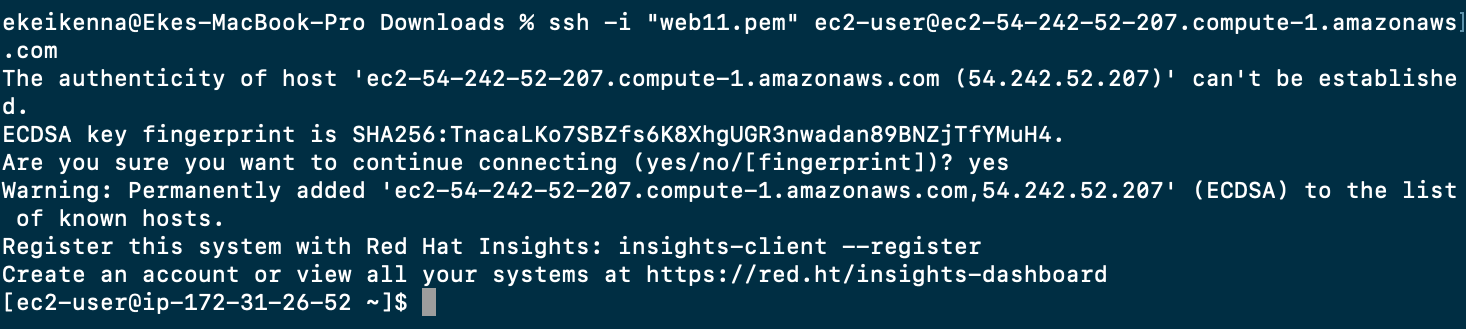 ekeikenna@Ekes-MacBook-Pro Downloads % ssh -i "web11.pem" ec2-user@ec2-54-242-52-207.compute-1.amazonaws]
.com
The authenticity of host 'ec2-54-242-52-207.compute-1.amazonaws.com (54.242.52.207)' can't be establishe
d.
ECDSA key fingerprint is SHA256:TnacaLKo7SBZfs6K8XhgUGR3nwadan89BNZjTfYMuH4.
Are you sure you want to continue connecting (yes/no/[fingerprint])? yes
Warning: Permanently added 'ec2-54-242-52-207.compute-1.amazonaws.com,54.242.52.207' (ECDSA) to the list
 of known hosts.
Register this system with Red Hat Insights: insights-client --register
Create an account or view all your systems at https://red.ht/insights-dashboard
[ec2-user@ip-172-31-26-52 ~]$